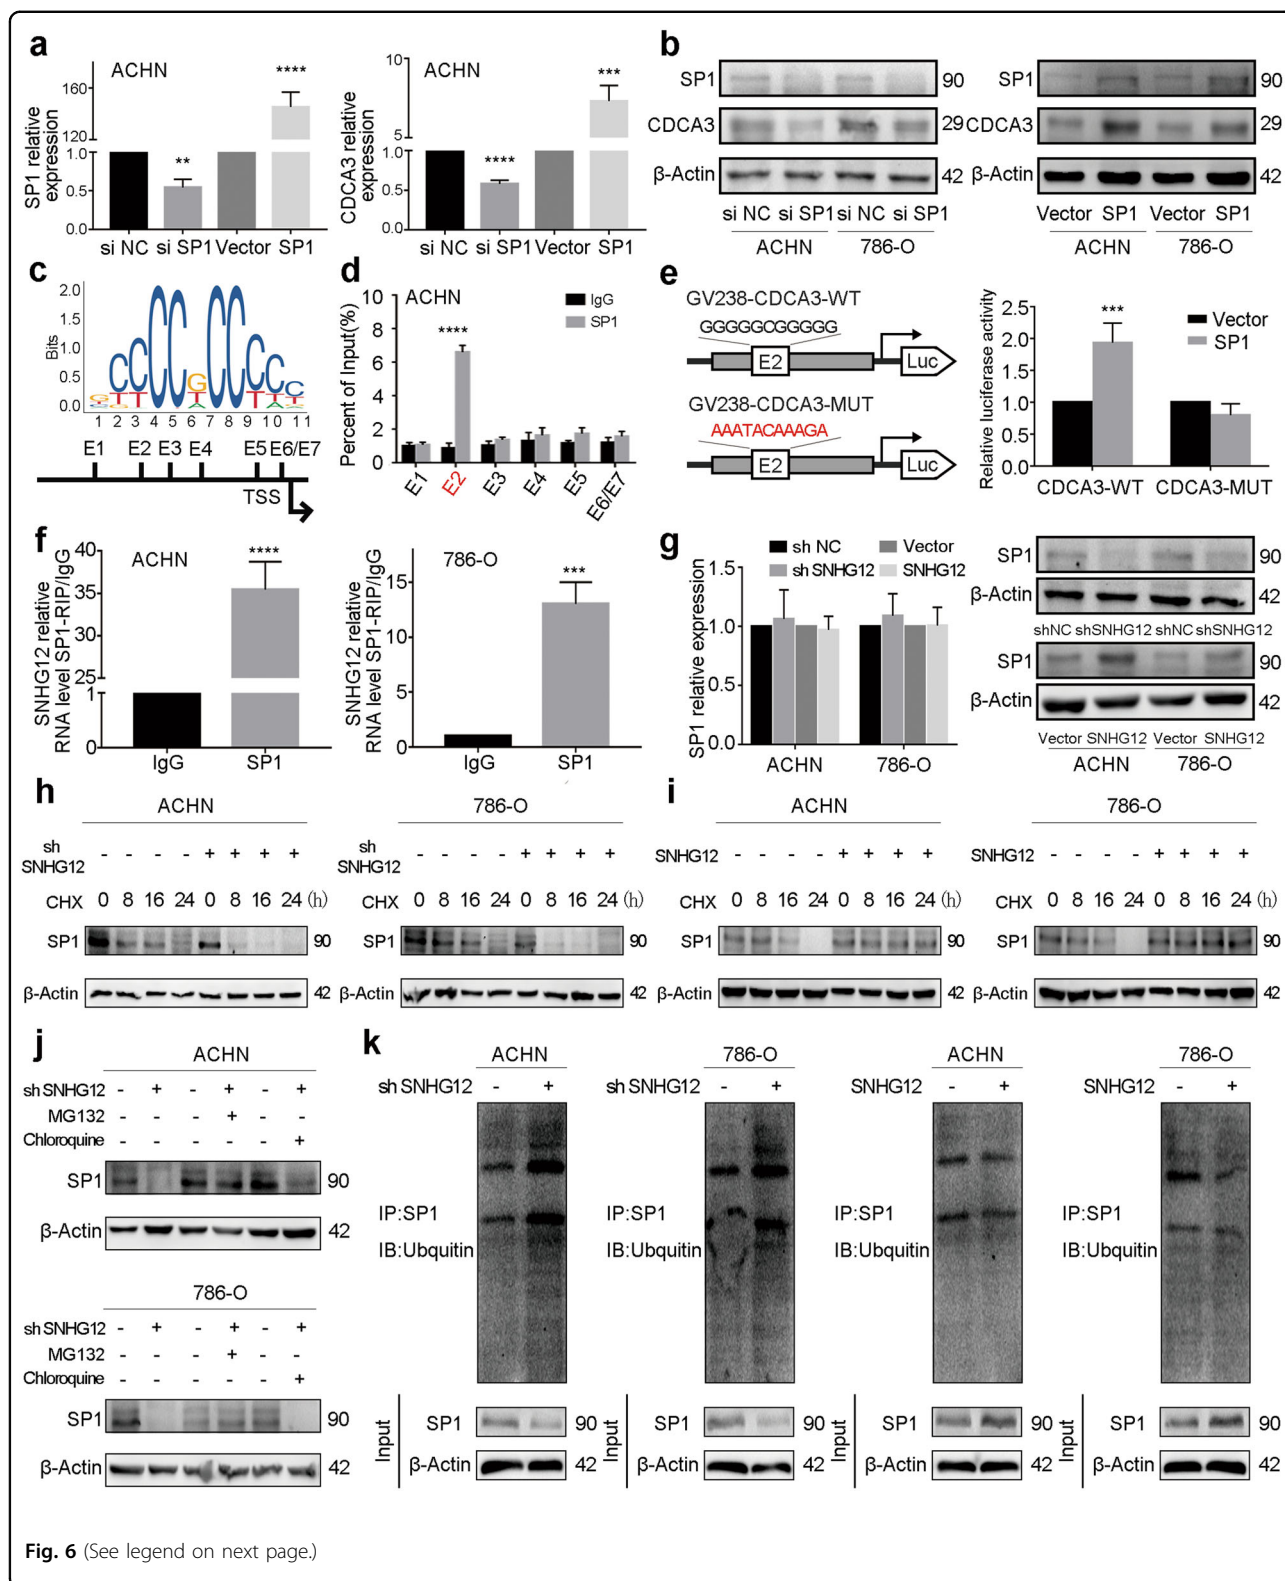 a
ACHN
SP1 relative expression
160
120
1.0
0.5
0.0
****
**
si NC si SP1 Vector SP1
ACHN
CDCA3 relative expression
10
5
1.0
0.5
0.0
***
****
si NC si SP1 Vector SP1
b
SP1 90
CDCA3 29
β-Actin 42
si NC si SP1 si NC si SP1
ACHN 786-O
SP1 90
CDCA3 29
β-Actin 42
Vector SP1 Vector SP1
ACHN 786-O
c
Bits
2.0
1.5
1.0
0.5
0.0
1 2 3 4 5 6 7 8 9 10 11
E1 E2 E3 E4 E5 E6/E7
TSS
d
ACHN
IgG
SP1
Percent of Input(%)
10
8
6
4
2
0
****
E1 E2 E3 E4 E5 E6/E7
e
GV238-CDCA3-WT
GGGGGCGGGGG
E2 Luc
GV238-CDCA3-MUT
AAATACAAAGA
E2 Luc
Relative luciferase activity
2.5
2.0
1.5
1.0
0.5
0.0
***
Vector
SP1
CDCA3-WT CDCA3-MUT
f
ACHN
SNHG12 relative
RNA level SP1-RIP/IgG
40
35
30
25
1
0
****
IgG SP1
786-O
SNHG12 relative
RNA level SP1-RIP/IgG
15
10
5
0
***
IgG SP1
g
sh NC Vector
sh SNHG12 SNHG12
SP1 relative expression
1.5
1.0
0.5
0.0
ACHN 786-O
SP1 90
β-Actin 42
shNC shSNHG12 shNC shSNHG12
SP1 90
β-Actin 42
Vector SNHG12 Vector SNHG12
ACHN 786-O
h
ACHN
sh SNHG12 - - - - + + + +
CHX 0 8 16 24 0 8 16 24 (h)
SP1 90
β-Actin 42
786-O
sh SNHG12 - - - - + + + +
CHX 0 8 16 24 0 8 16 24 (h)
SP1 90
β-Actin 42
i
ACHN
SNHG12 - - - - + + + +
CHX 0 8 16 24 0 8 16 24 (h)
SP1 90
β-Actin 42
786-O
SNHG12 - - - - + + + +
CHX 0 8 16 24 0 8 16 24 (h)
SP1 90
β-Actin 42
j
ACHN
sh SNHG12 - + - + - +
MG132 - - - + - -
Chloroquine - - - - - +
SP1 90
β-Actin 42
786-O
sh SNHG12 - + - + - +
MG132 - - - + - -
Chloroquine - - - - - +
SP1 90
β-Actin 42
k
ACHN
sh SNHG12 - +
IP:SP1
IB:Ubquitin
Input
SP1 90
β-Actin 42
786-O
sh SNHG12 - +
IP:SP1
IB:Ubquitin
Input
SP1 90
β-Actin 42
ACHN
SNHG12 - +
IP:SP1
IB:Ubquitin
Input
SP1 90
β-Actin 42
786-O
SNHG12 - +
IP:SP1
IB:Ubquitin
Input
SP1 90
β-Actin 42
Fig. 6 (See legend on next page.)